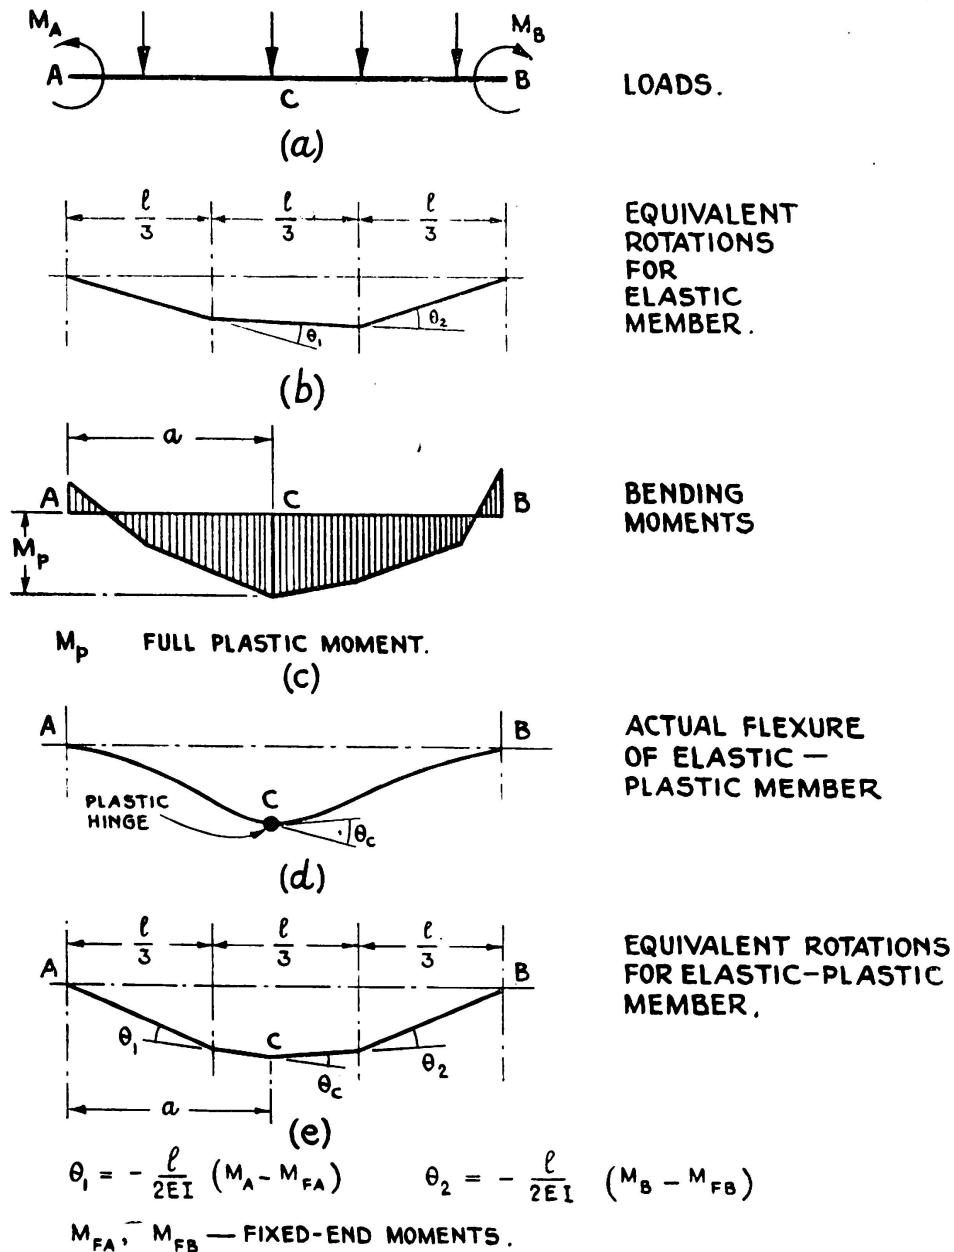 M_A M_B
A B
C
LOADS.
(a)
ℓ/3 ℓ/3 ℓ/3
θ₁ θ₂
EQUIVALENT
ROTATIONS
FOR
ELASTIC
MEMBER.
(b)
a
A C B
M_p
BENDING
MOMENTS
M_p FULL PLASTIC MOMENT.
(c)
A B
C
PLASTIC
HINGE
θ_C
ACTUAL FLEXURE
OF ELASTIC —
PLASTIC MEMBER
(d)
ℓ/3 ℓ/3 ℓ/3
A B
C
θ₁ θ_C θ₂
a
EQUIVALENT ROTATIONS
FOR ELASTIC-PLASTIC
MEMBER.
(e)
θ₁ = - ℓ/2EI (M_A - M_FA) θ₂ = - ℓ/2EI (M_B - M_FB)
M_FA, M_FB — FIXED-END MOMENTS.